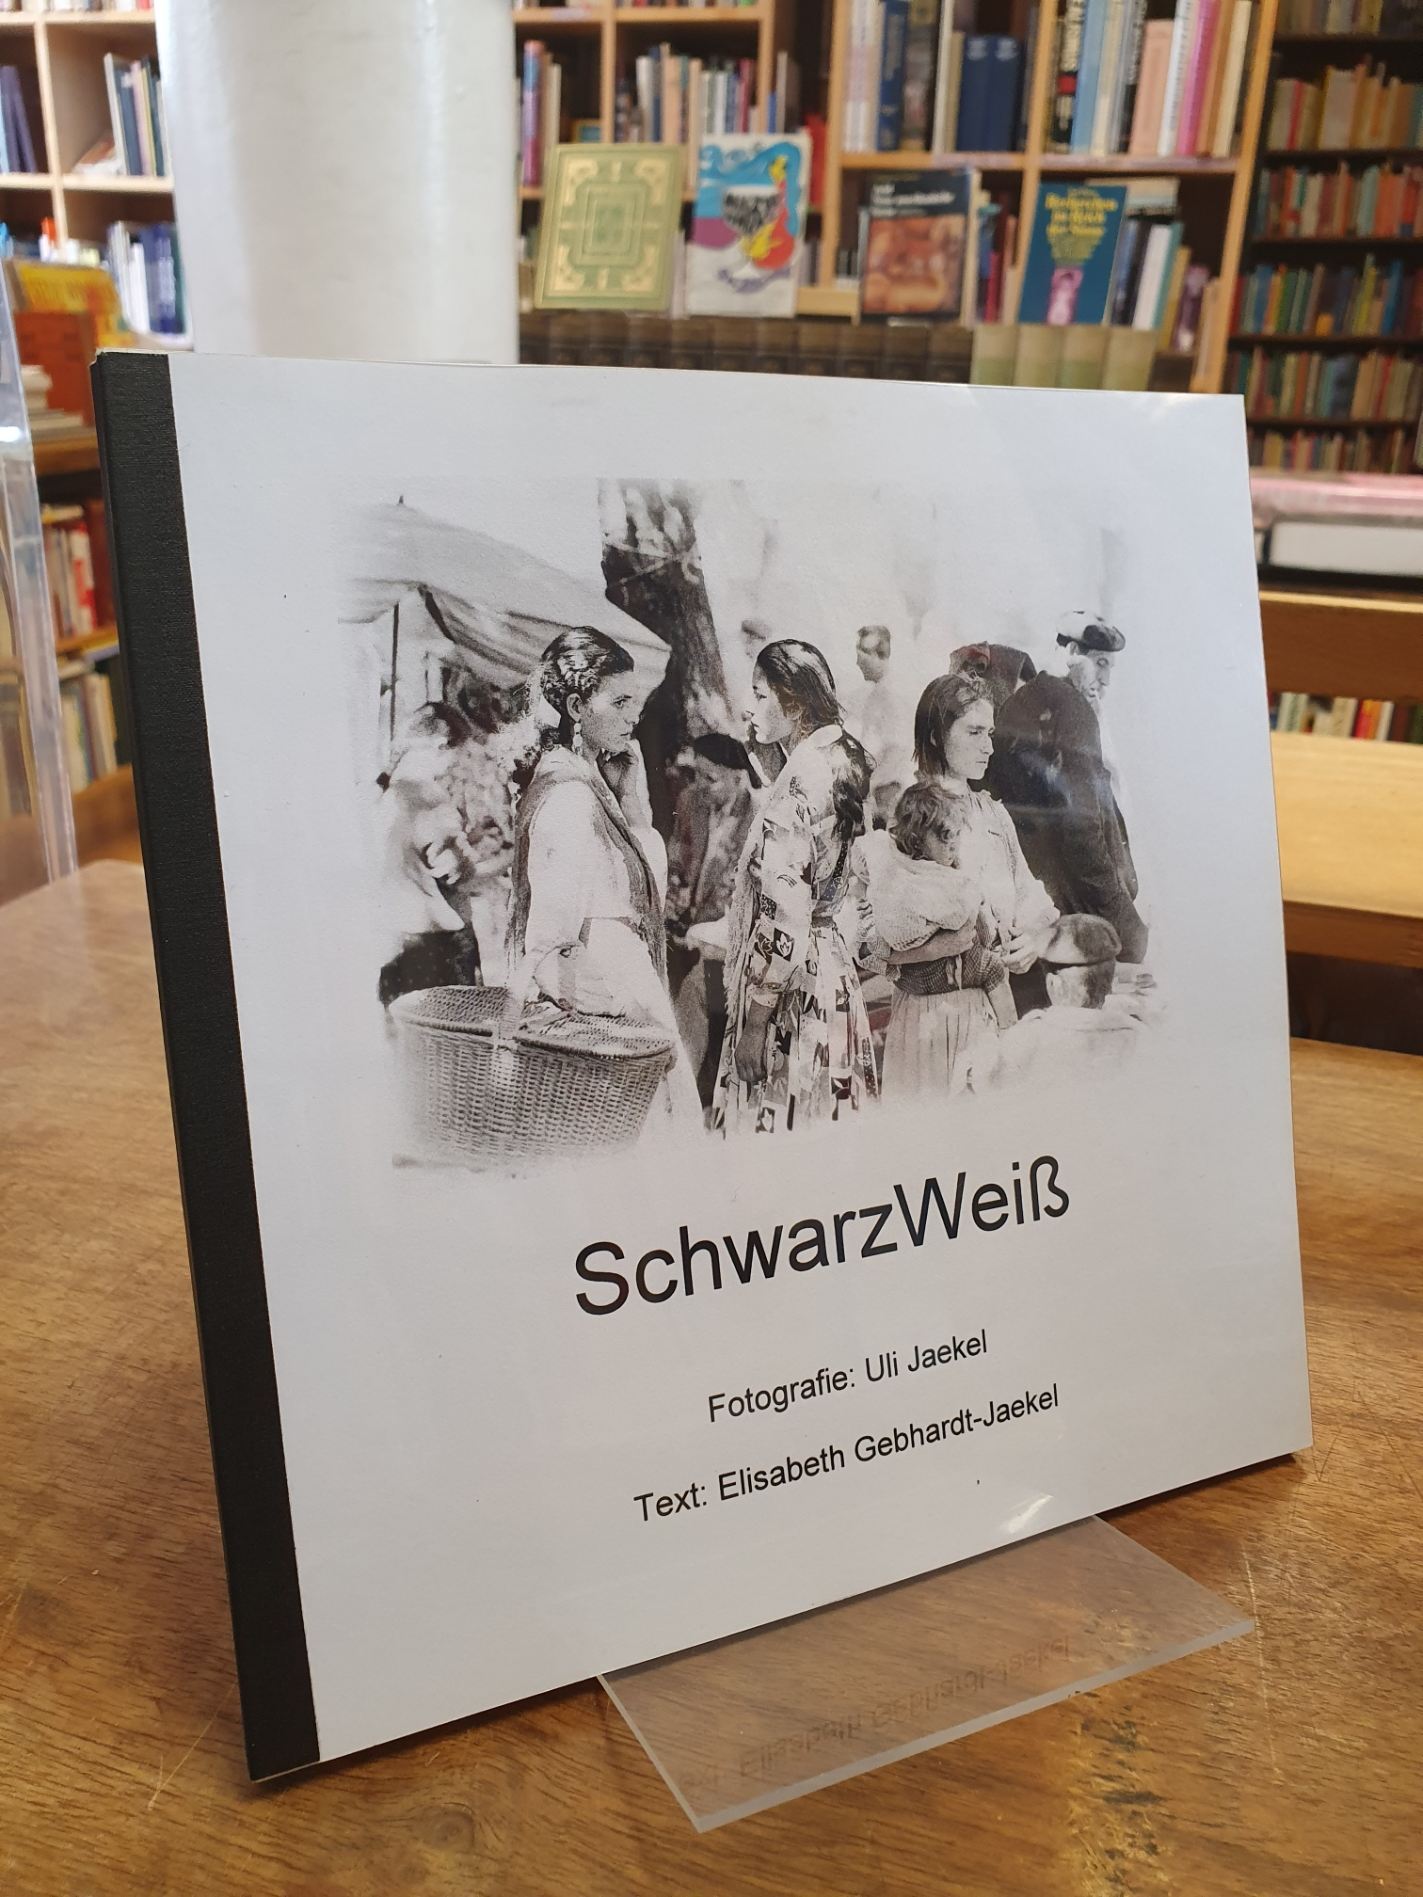 SchwarzWeiß
Fotografie: Uli Jaekel
Text: Elisabeth Gebhardt-Jaekel